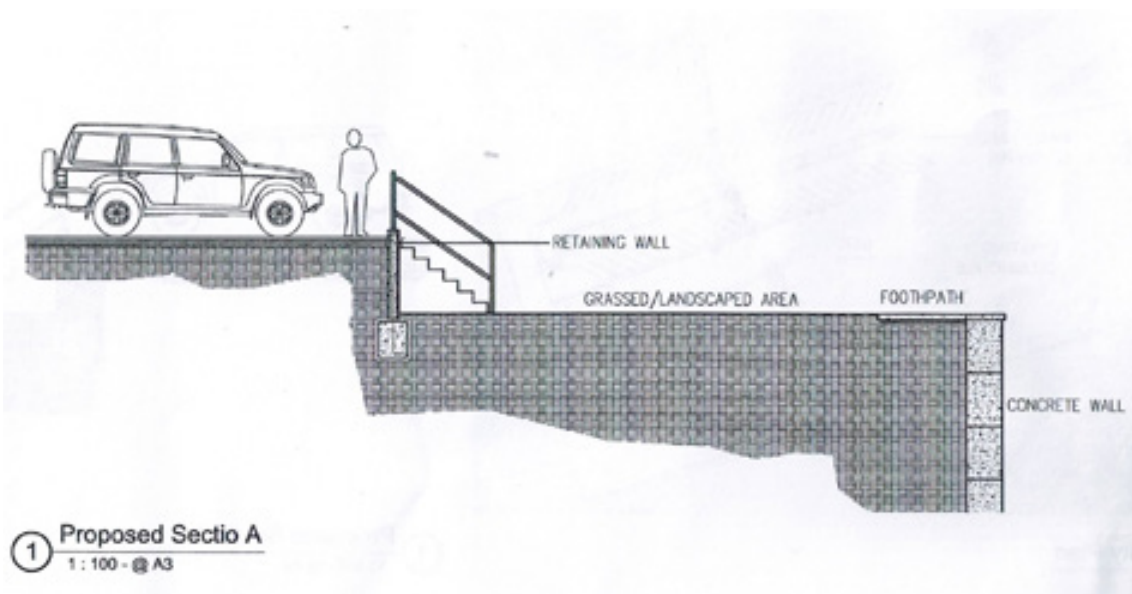 RETAINING WALL
GRASSED/LANDSCAPED AREA
FOOTHPATH
CONCRETE WALL
1
Proposed Sectio A
1 : 100 - @ A3